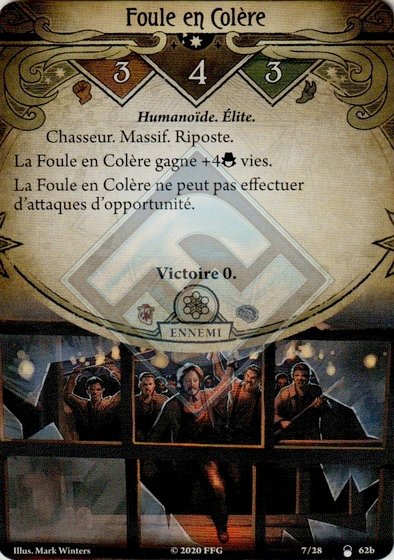 Foule en Colère
3 4 3
Humanoïde. Élite.
Chasseur. Massif. Riposte.
La Foule en Colère gagne +4 vies.
La Foule en Colère ne peut pas effectuer
d’attaques d’opportunité.
Victoire 0.
ENNEMI
Illus. Mark Winters © 2020 FFG 7/28 62b